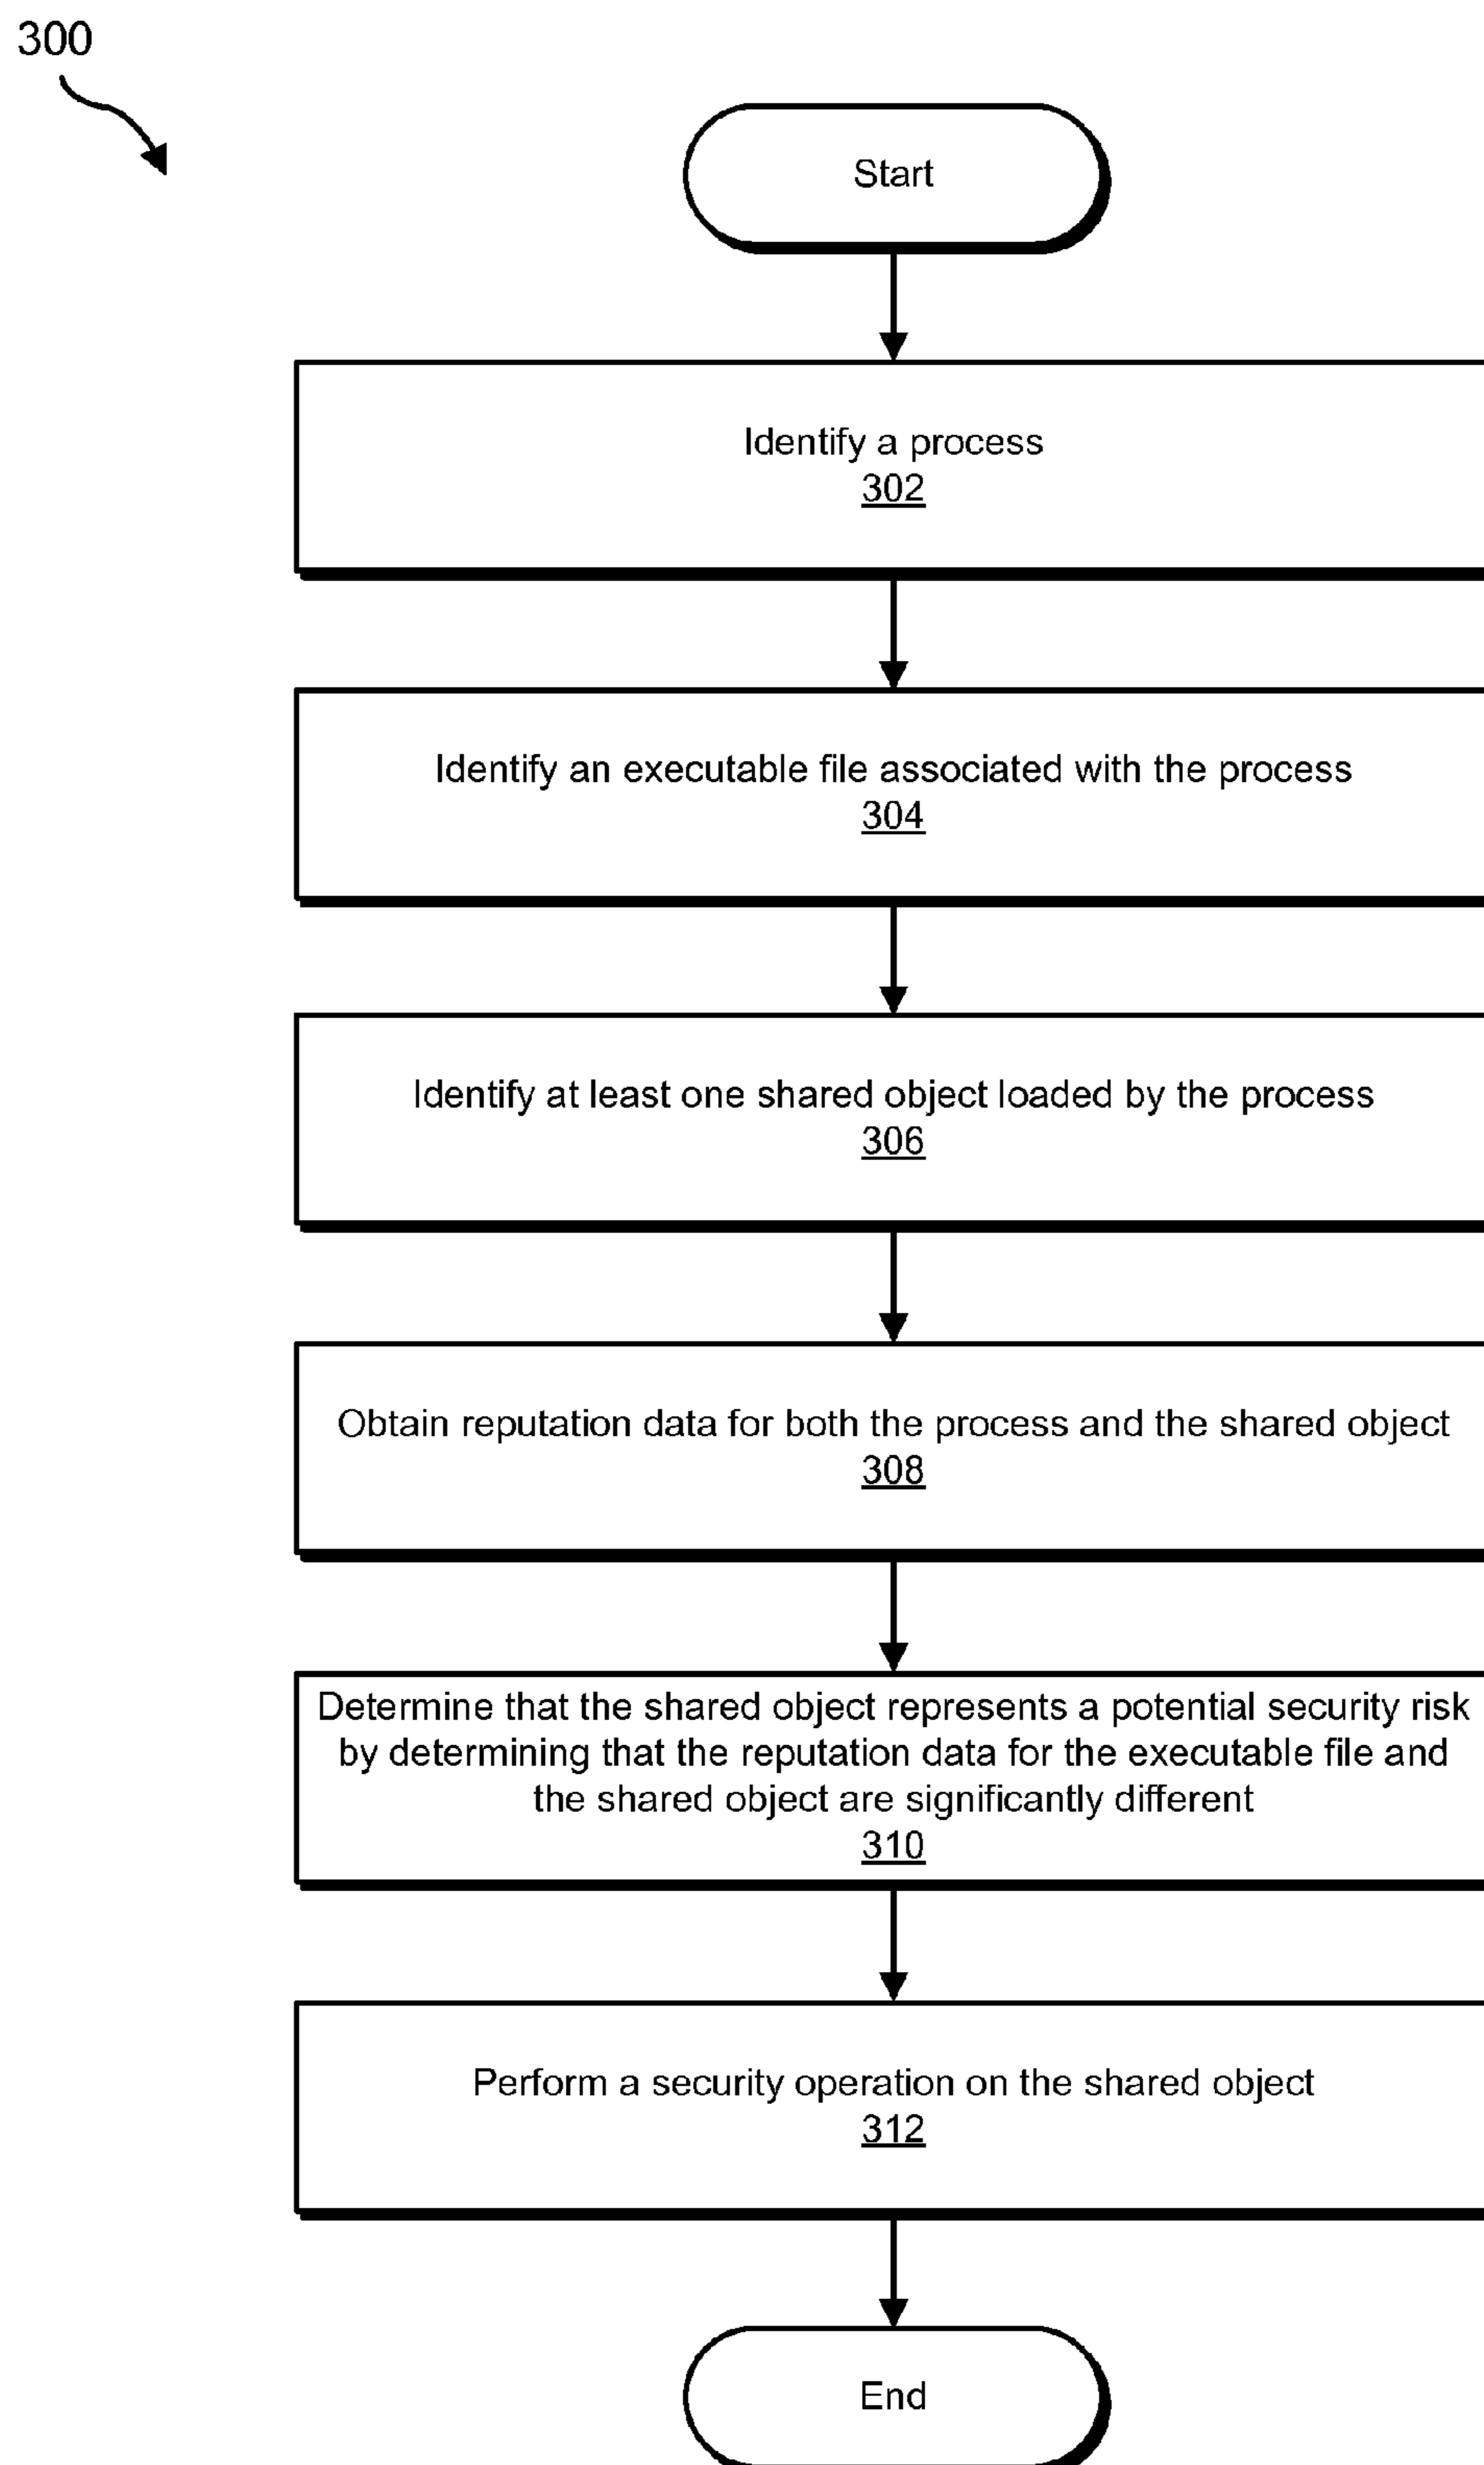 300
Start
Identify a process
302
Identify an executable file associated with the process
304
Identify at least one shared object loaded by the process
306
Obtain reputation data for both the process and the shared object
308
Determine that the shared object represents a potential security risk
by determining that the reputation data for the executable file and
the shared object are significantly different
310
Perform a security operation on the shared object
312
End